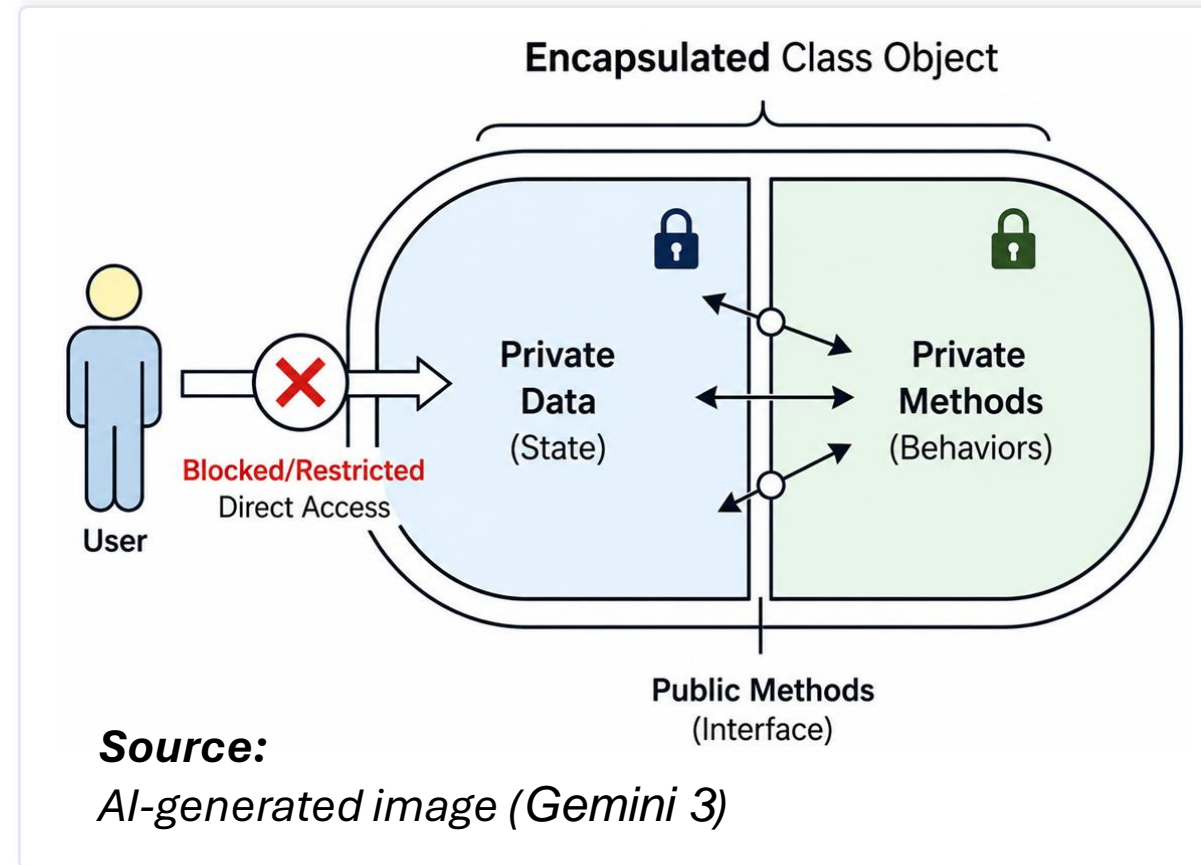 Encapsulated Class Object
Private
Data
(State)
Private
Methods
(Behaviors)
Blocked/Restricted
Direct Access
User
Public Methods
(Interface)
Source:
AI-generated image (Gemini 3)